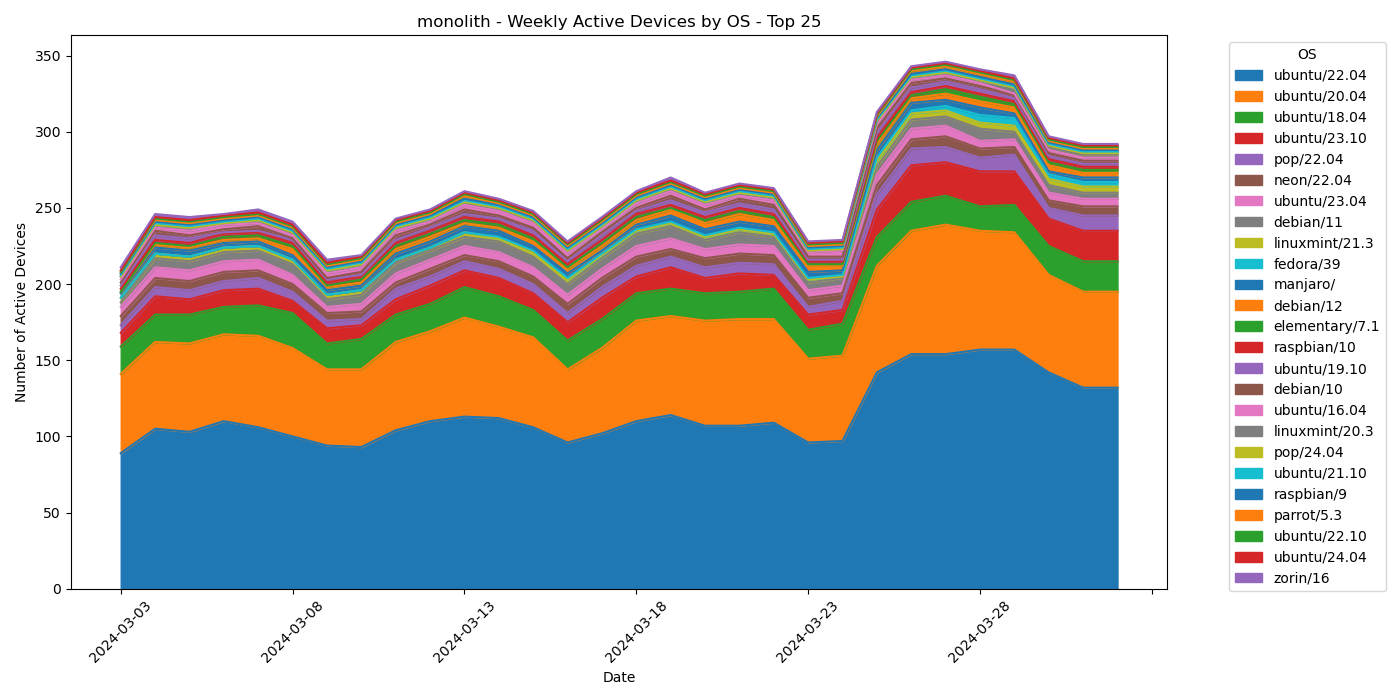 monolith - Weekly Active Devices by OS - Top 25
Number of Active Devices
350
300
250
200
150
100
50
0
2024-03-03
2024-03-08
2024-03-13
2024-03-18
2024-03-23
2024-03-28
Date
OS
ubuntu/22.04
ubuntu/20.04
ubuntu/18.04
ubuntu/23.10
pop/22.04
neon/22.04
ubuntu/23.04
debian/11
linuxmint/21.3
fedora/39
manjaro/
debian/12
elementary/7.1
raspbian/10
ubuntu/19.10
debian/10
ubuntu/16.04
linuxmint/20.3
pop/24.04
ubuntu/21.10
raspbian/9
parrot/5.3
ubuntu/22.10
ubuntu/24.04
zorin/16